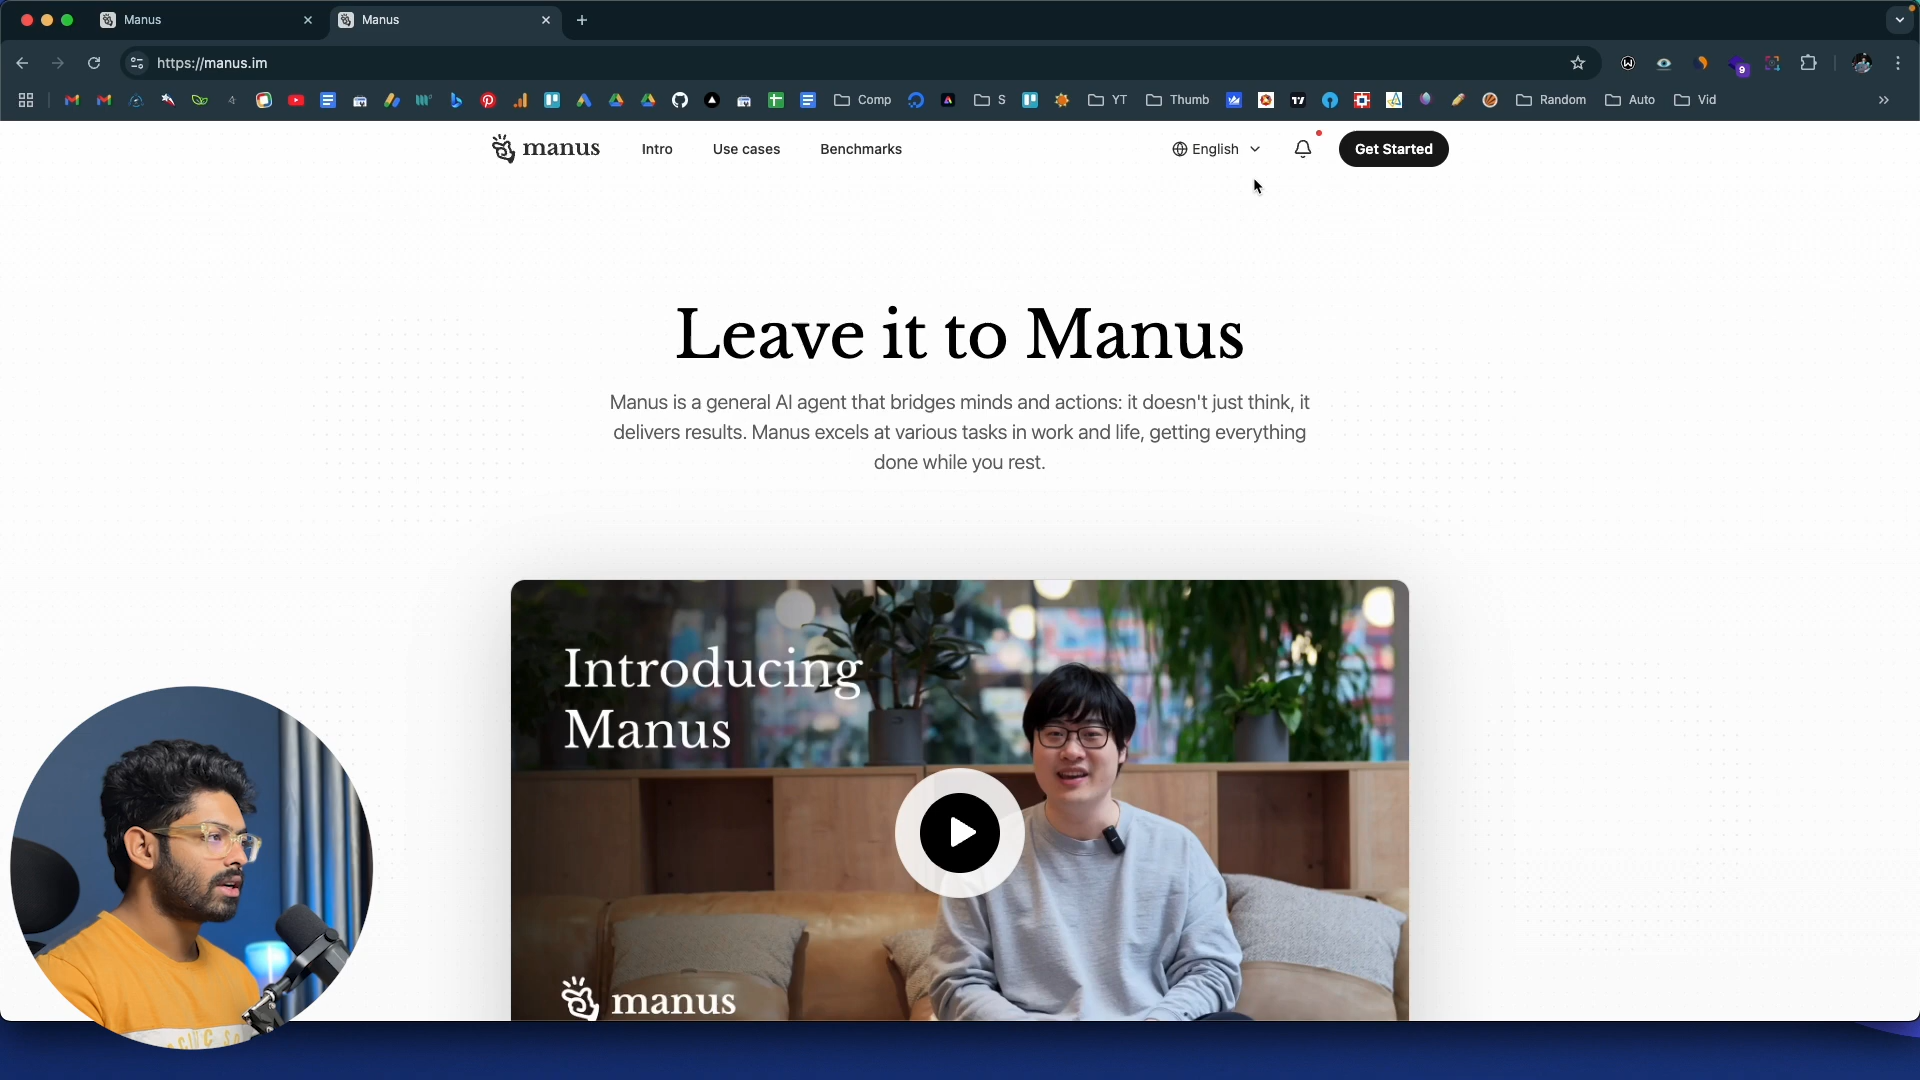 Manus
Manus
https://manus.im
9
Comp
S
YT
Thumb
Random
Auto
Vid
manus
Intro
Use cases
Benchmarks
English
Get Started
Leave it to Manus
Manus is a general AI agent that bridges minds and actions: it doesn't just think, it
delivers results. Manus excels at various tasks in work and life, getting everything
done while you rest.
Introducing
Manus
manus